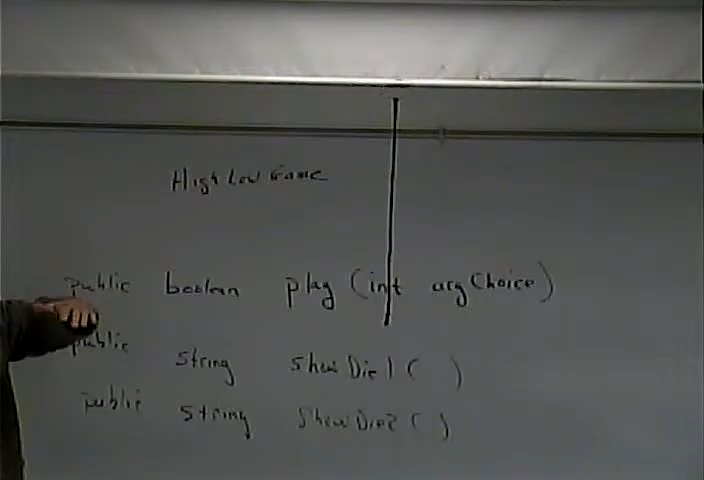 High Low Game
public boolean play (int argChoice)
public String showDie1 ( )
public String showDie2 ( )